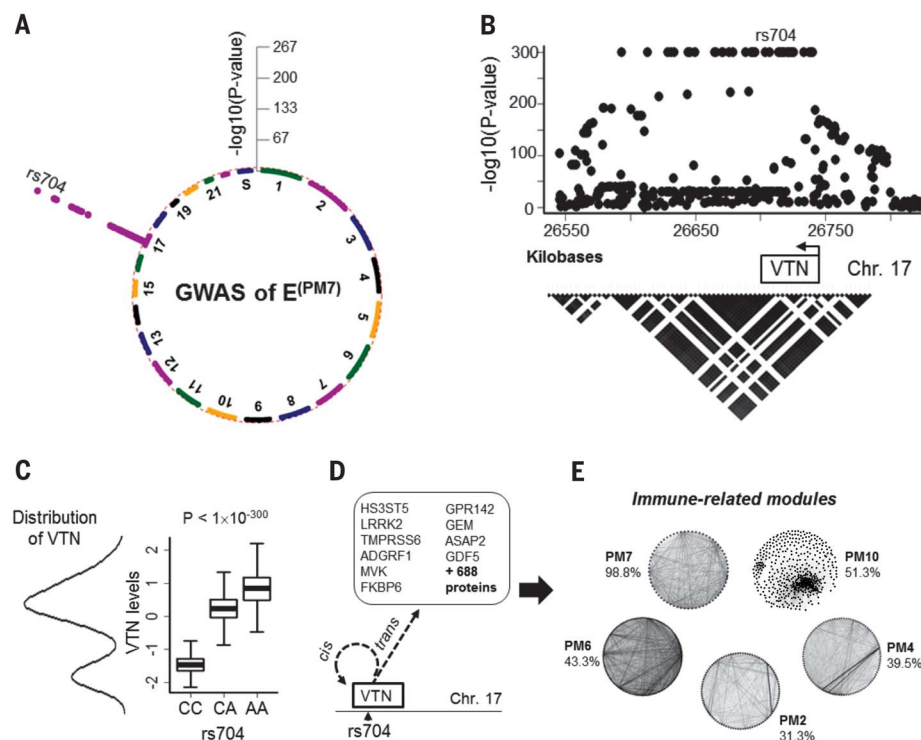 A
-log10(P-value)
267
200
133
67
rs704
S
1
2
3
4
5
6
7
8
9
10
11
12
13
15
17
19
21
GWAS of E(PM7)
B
rs704
-log10(P-value)
300
200
100
0
26550
26650
26750
Kilobases
VTN
Chr. 17
C
Distribution
of VTN
P < 1×10-300
VTN levels
2
1
0
-1
-2
CC CA AA
rs704
D
HS3ST5 GPR142
LRRK2 GEM
TMPRSS6 ASAP2
ADGRF1 GDF5
MVK + 688
FKBP6 proteins
cis
trans
VTN
Chr. 17
rs704
E
Immune-related modules
PM7
98.8%
PM10
51.3%
PM6
43.3%
PM4
39.5%
PM2
31.3%